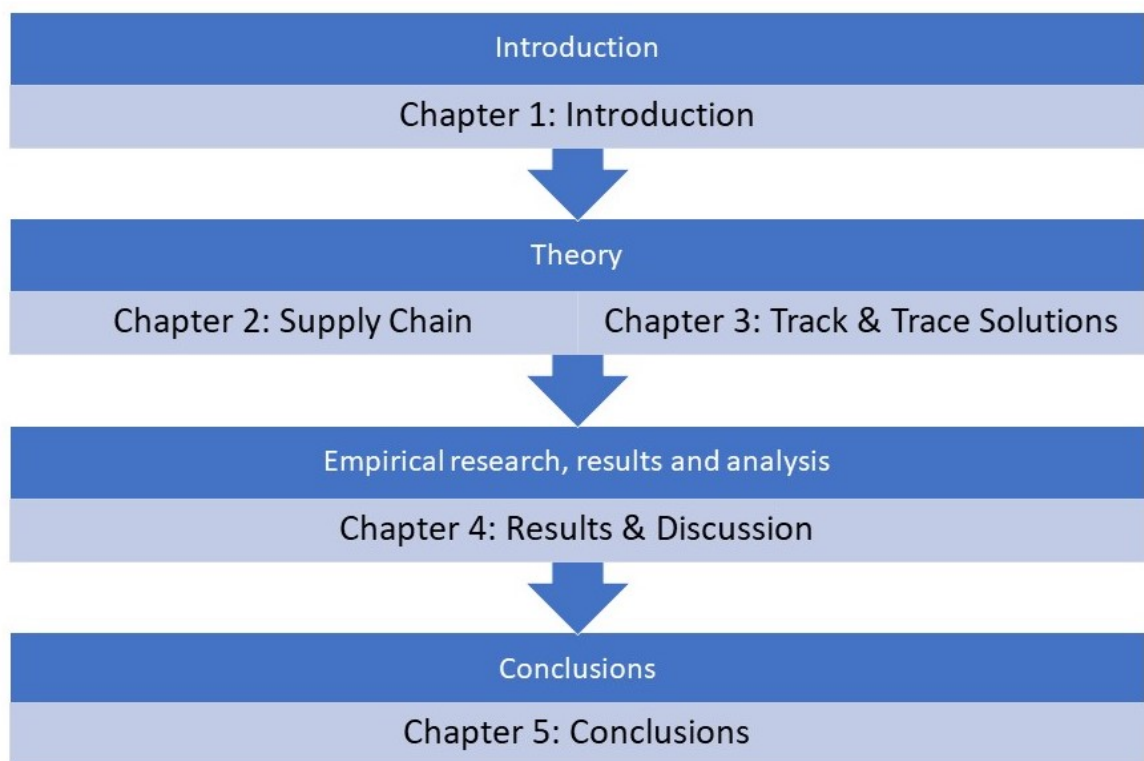 Introduction
Chapter 1: Introduction
Theory
Chapter 2: Supply Chain
Chapter 3: Track & Trace Solutions
Empirical research, results and analysis
Chapter 4: Results & Discussion
Conclusions
Chapter 5: Conclusions